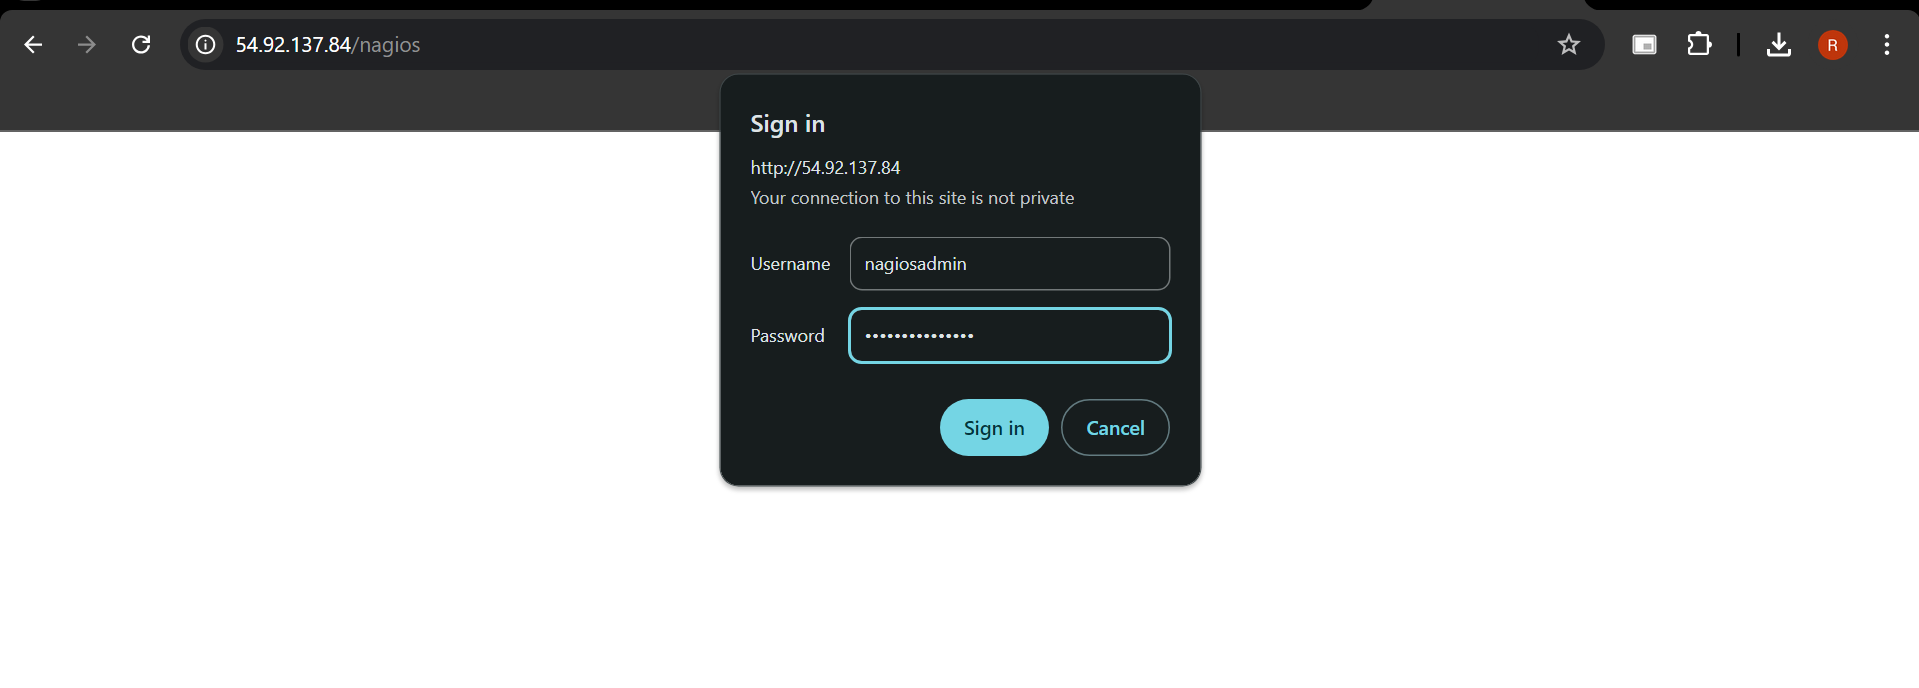 54.92.137.84/nagios
R
Sign in
http://54.92.137.84
Your connection to this site is not private
Username nagiosadmin
Password •••••••••••••••
Sign in Cancel